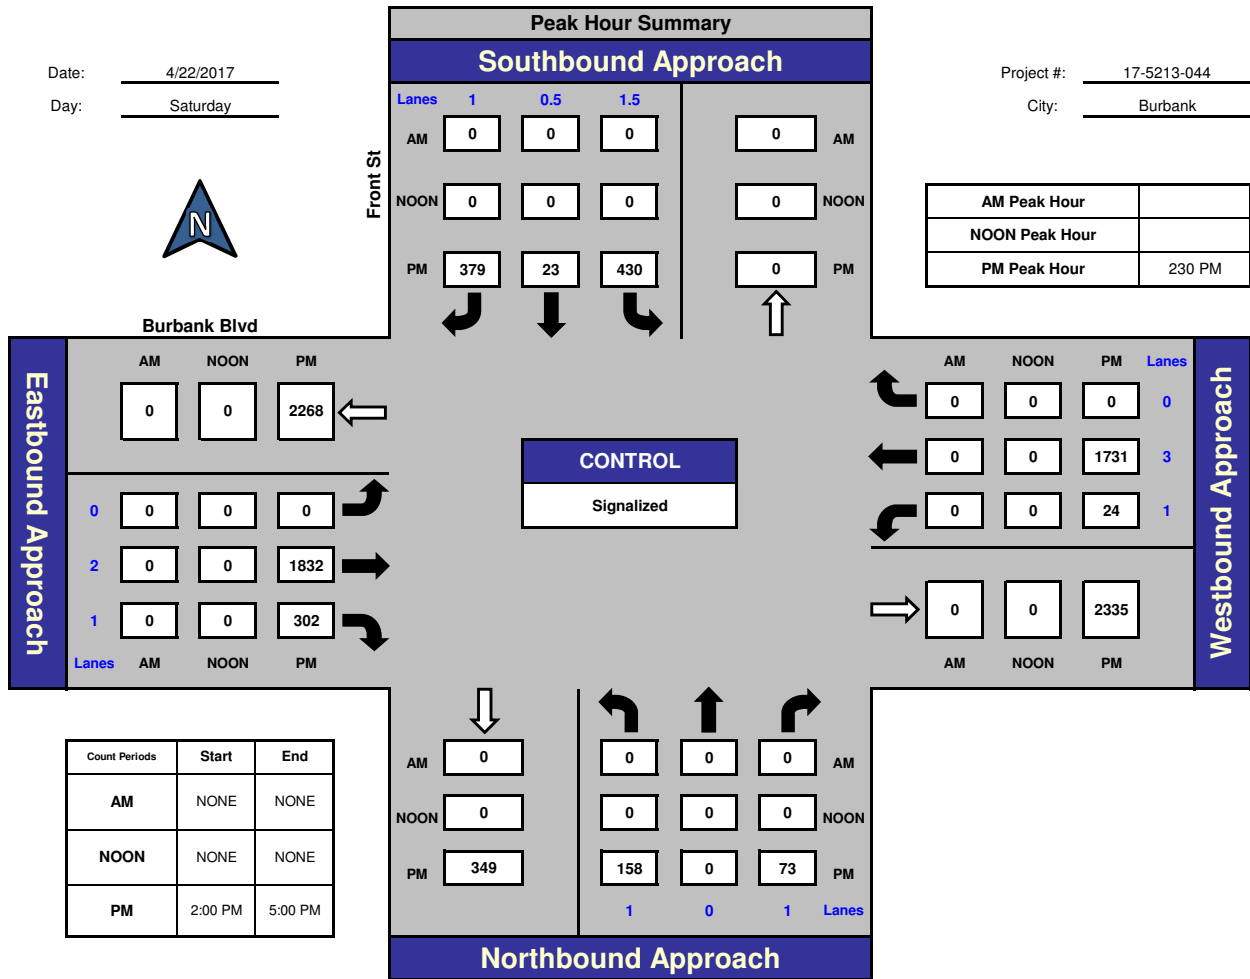 Peak Hour Summary
Southbound Approach
Date: 4/22/2017
Day: Saturday
Project #: 17-5213-044
City: Burbank
N
Front St
Lanes 1 0.5 1.5
AM 0 0 0 0 AM
NOON 0 0 0 0 NOON
PM 379 23 430 0 PM
AM Peak Hour
NOON Peak Hour
PM Peak Hour 230 PM
Burbank Blvd
Eastbound Approach
AM NOON PM
0 0 2268
0 0 0 0
2 0 0 1832
1 0 0 302
Lanes AM NOON PM
CONTROL
Signalized
AM NOON PM Lanes
0 0 0 0
0 0 1731 3
0 0 24 1
0 0 2335
AM NOON PM
Westbound Approach
Count Periods Start End
AM NONE NONE
NOON NONE NONE
PM 2:00 PM 5:00 PM
AM 0 0 0 0 AM
NOON 0 0 0 0 NOON
PM 349 158 0 73 PM
1 0 1 Lanes
Northbound Approach